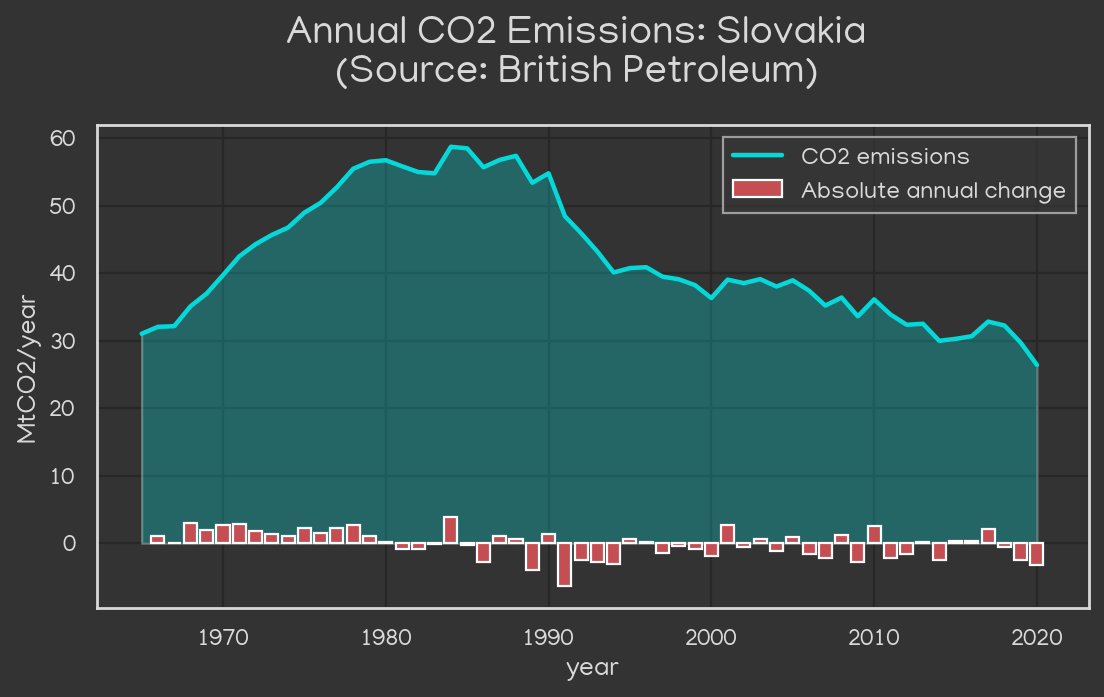 Annual CO2 Emissions: Slovakia
(Source: British Petroleum)
CO2 emissions
Absolute annual change
MtCO2/year
60
50
40
30
20
10
0
1970 1980 1990 2000 2010 2020
year